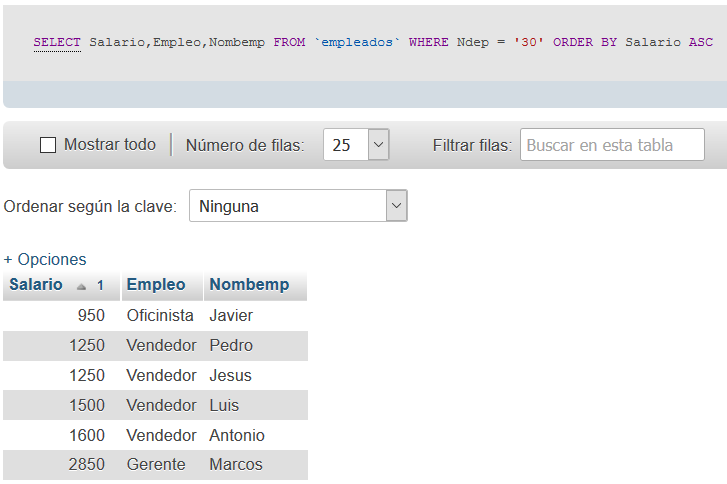 SELECT Salario,Empleo,Nombemp FROM `empleados` WHERE Ndep = '30' ORDER BY Salario ASC
Mostrar todo Número de filas: 25 Filtrar filas: Buscar en esta tabla
Ordenar según la clave: Ninguna
+ Opciones
Salario 1 Empleo Nombemp
950 Oficinista Javier
1250 Vendedor Pedro
1250 Vendedor Jesus
1500 Vendedor Luis
1600 Vendedor Antonio
2850 Gerente Marcos